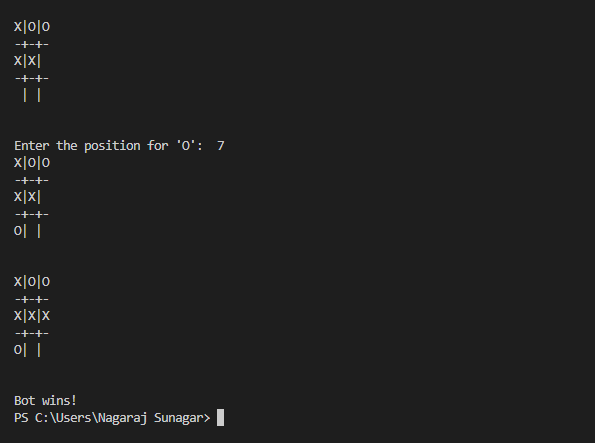 X|O|O
-+-+-
X|X|
-+-+-
 | |
Enter the position for 'O':  7
X|O|O
-+-+-
X|X|
-+-+-
O| |
X|O|O
-+-+-
X|X|X
-+-+-
O| |
Bot wins!
PS C:\Users\Nagaraj Sunagar>